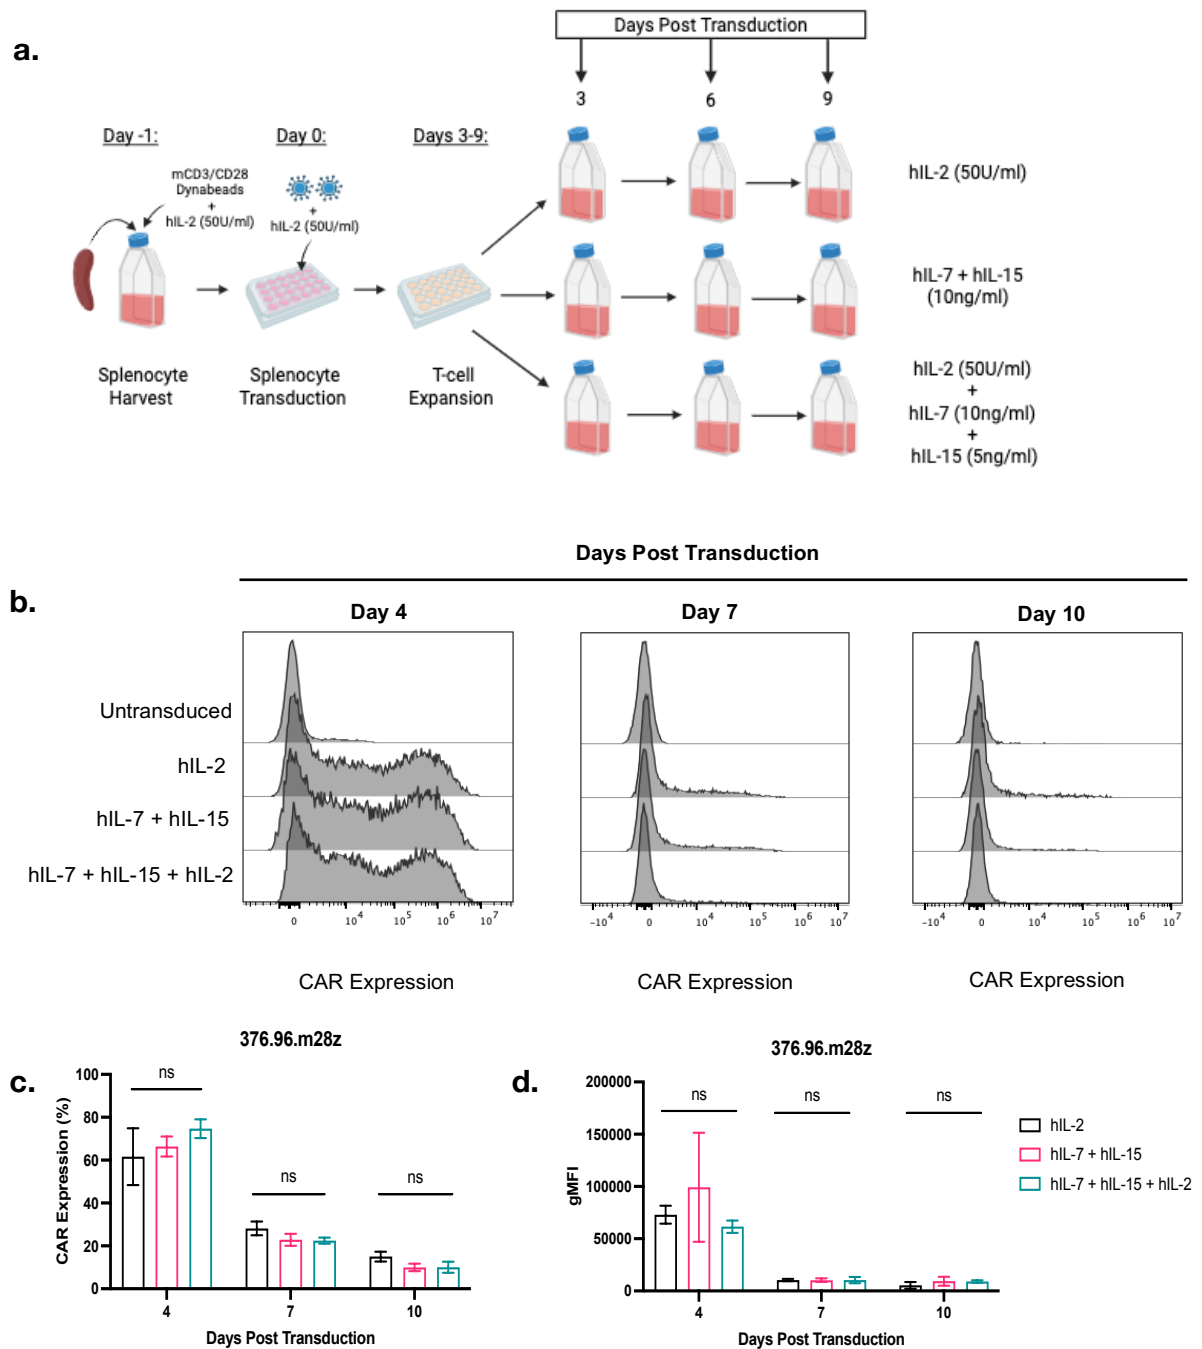 a.
Days Post Transduction
3 6 9
Day -1: Day 0: Days 3-9:
mCD3/CD28
Dynabeads
+
hIL-2 (50U/ml)
+
hIL-2 (50U/ml)
hIL-2 (50U/ml)
hIL-7 + hIL-15
(10ng/ml)
hIL-2 (50U/ml)
+
hIL-7 (10ng/ml)
+
hIL-15 (5ng/ml)
Splenocyte
Harvest
Splenocyte
Transduction
T-cell
Expansion
Days Post Transduction
b.
Day 4 Day 7 Day 10
Untransduced
hIL-2
hIL-7 + hIL-15
hIL-7 + hIL-15 + hIL-2
0 10^4 10^5 10^6 10^7
-10^4 0 10^4 10^5 10^6 10^7
-10^4 0 10^4 10^5 10^6 10^7
CAR Expression CAR Expression CAR Expression
c.
376.96.m28z
CAR Expression (%)
100
80
60
40
20
0
ns
ns
ns
4 7 10
Days Post Transduction
d.
376.96.m28z
gMFI
200000
150000
100000
50000
0
ns ns ns
4 7 10
Days Post Transduction
hIL-2
hIL-7 + hIL-15
hIL-7 + hIL-15 + hIL-2